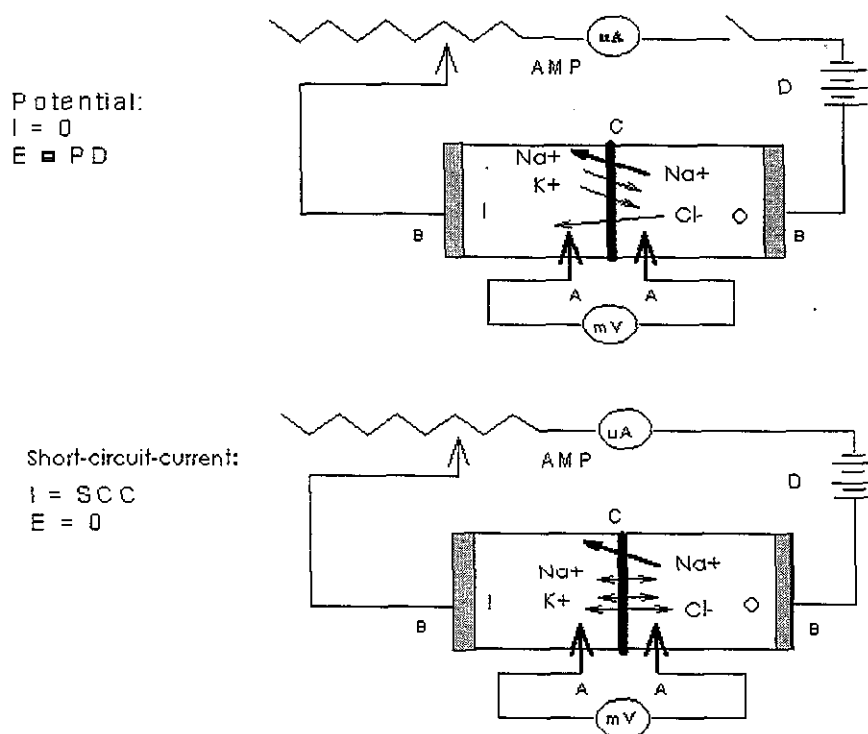 uA
AMP
D
Potential:
I = 0
E = PD
C
Na+
Na+
K+
I
Cl-
O
B
B
A
A
mV
uA
AMP
D
Short-circuit-current:
I = SCC
E = 0
C
Na+
Na+
K+
I
Cl-
O
B
B
A
A
mV